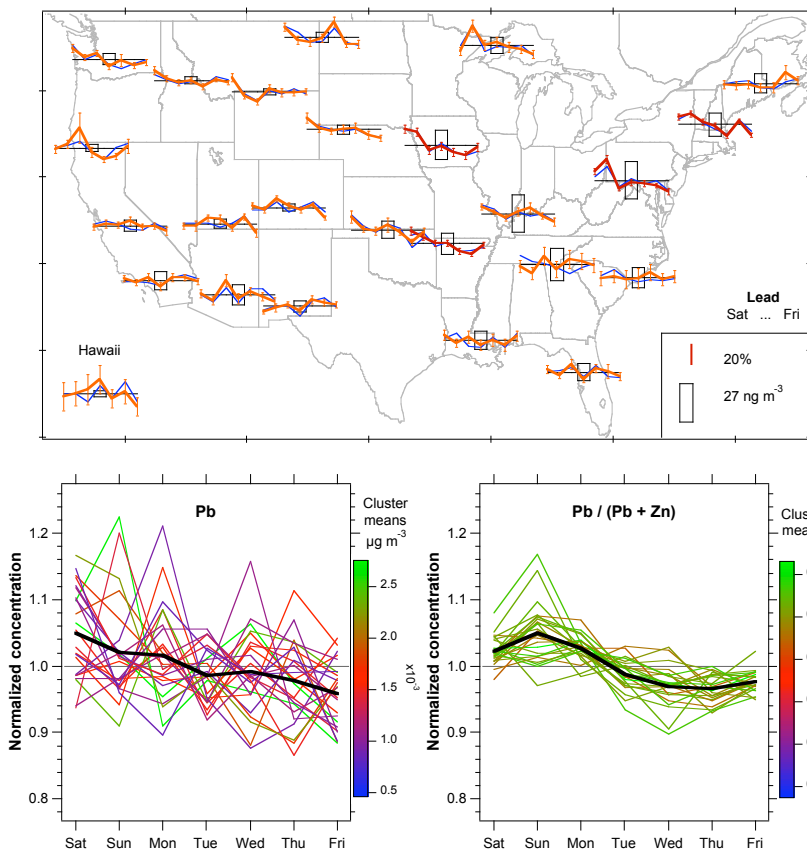 Hawaii
Lead
Sat ... Fri
20%
27 ng m⁻³
Pb
Normalized concentration
1.2
1.1
1.0
0.9
0.8
Sat Sun Mon Tue Wed Thu Fri
Cluster
means
µg m⁻³
2.5
2.0
1.5
1.0
0.5
x10⁻³
Pb / (Pb + Zn)
Normalized concentration
1.2
1.1
1.0
0.9
0.8
Sat Sun Mon Tue Wed Thu Fri